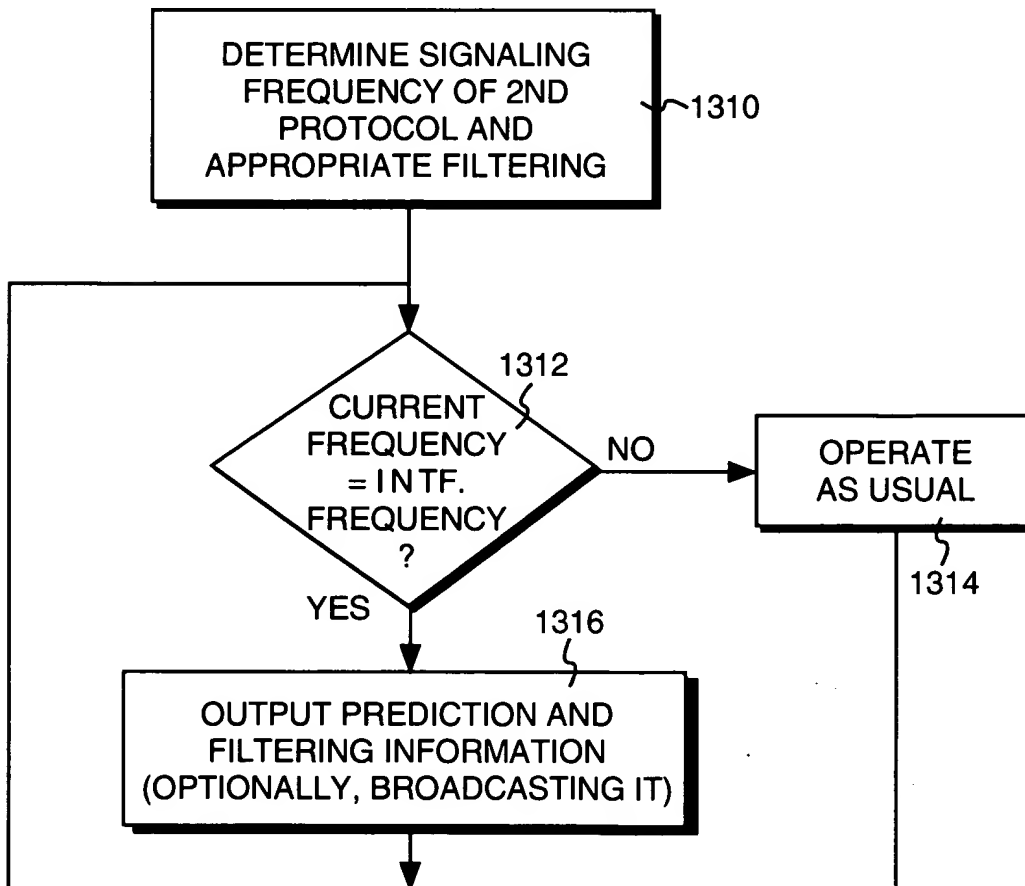 DETERMINE SIGNALING
FREQUENCY OF 2ND
PROTOCOL AND
APPROPRIATE FILTERING
1310
1312
CURRENT
FREQUENCY
= INTF.
FREQUENCY
?
NO
OPERATE
AS USUAL
1314
YES
1316
OUTPUT PREDICTION AND
FILTERING INFORMATION
(OPTIONALLY, BROADCASTING IT)